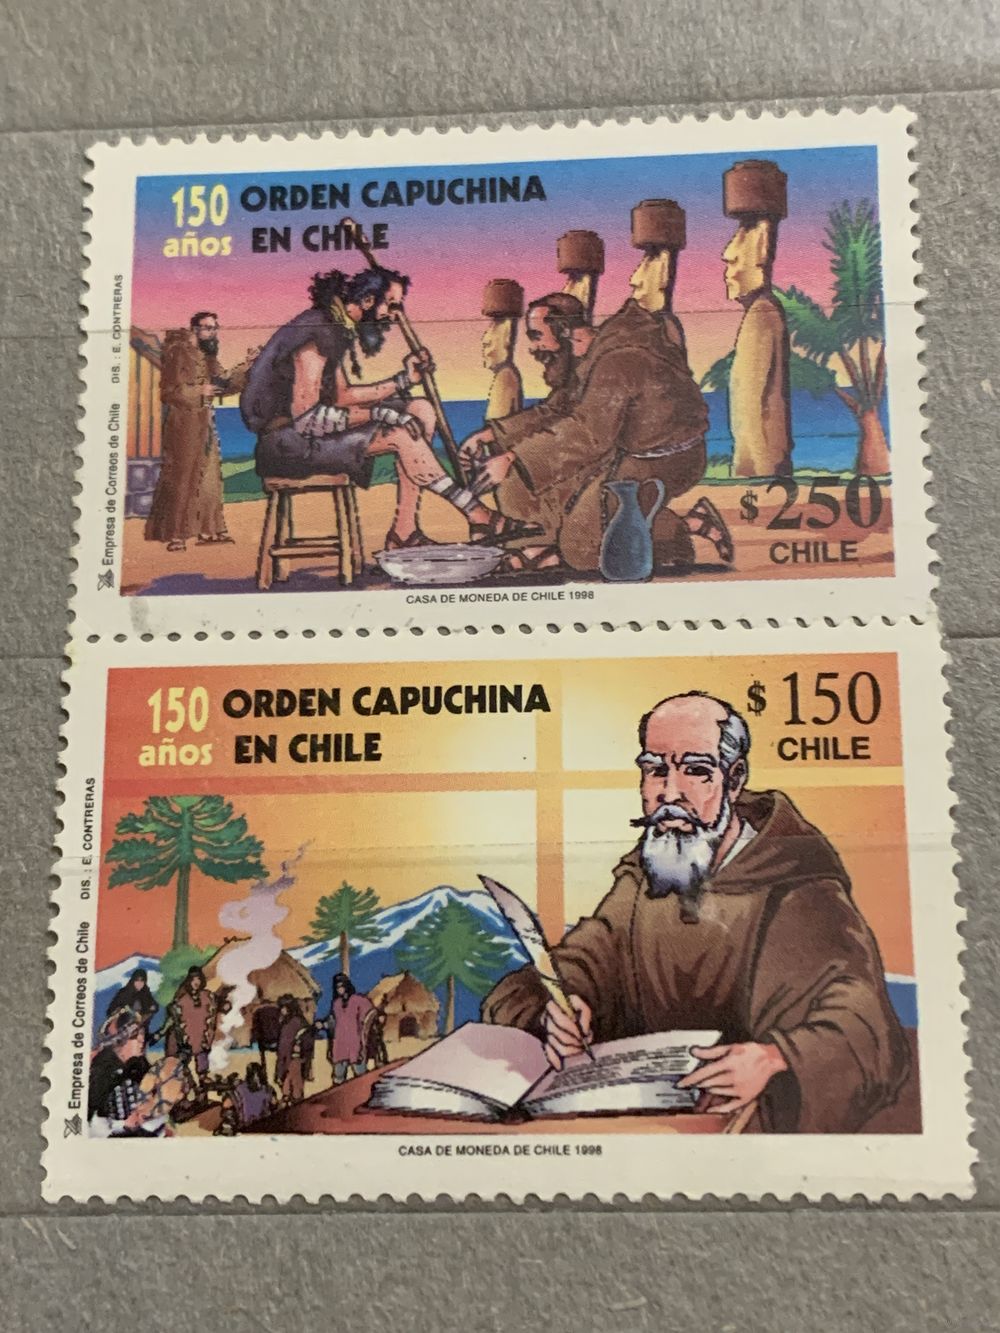 150 ORDEN CAPUCHINA
años EN CHILE
Empresa de Correos de Chile DIS. : E. CONTRERAS
$250
CHILE
CASA DE MONEDA DE CHILE 1998
150 ORDEN CAPUCHINA
años EN CHILE
$150
CHILE
Empresa de Correos de Chile DIS. : E. CONTRERAS
CASA DE MONEDA DE CHILE 1998